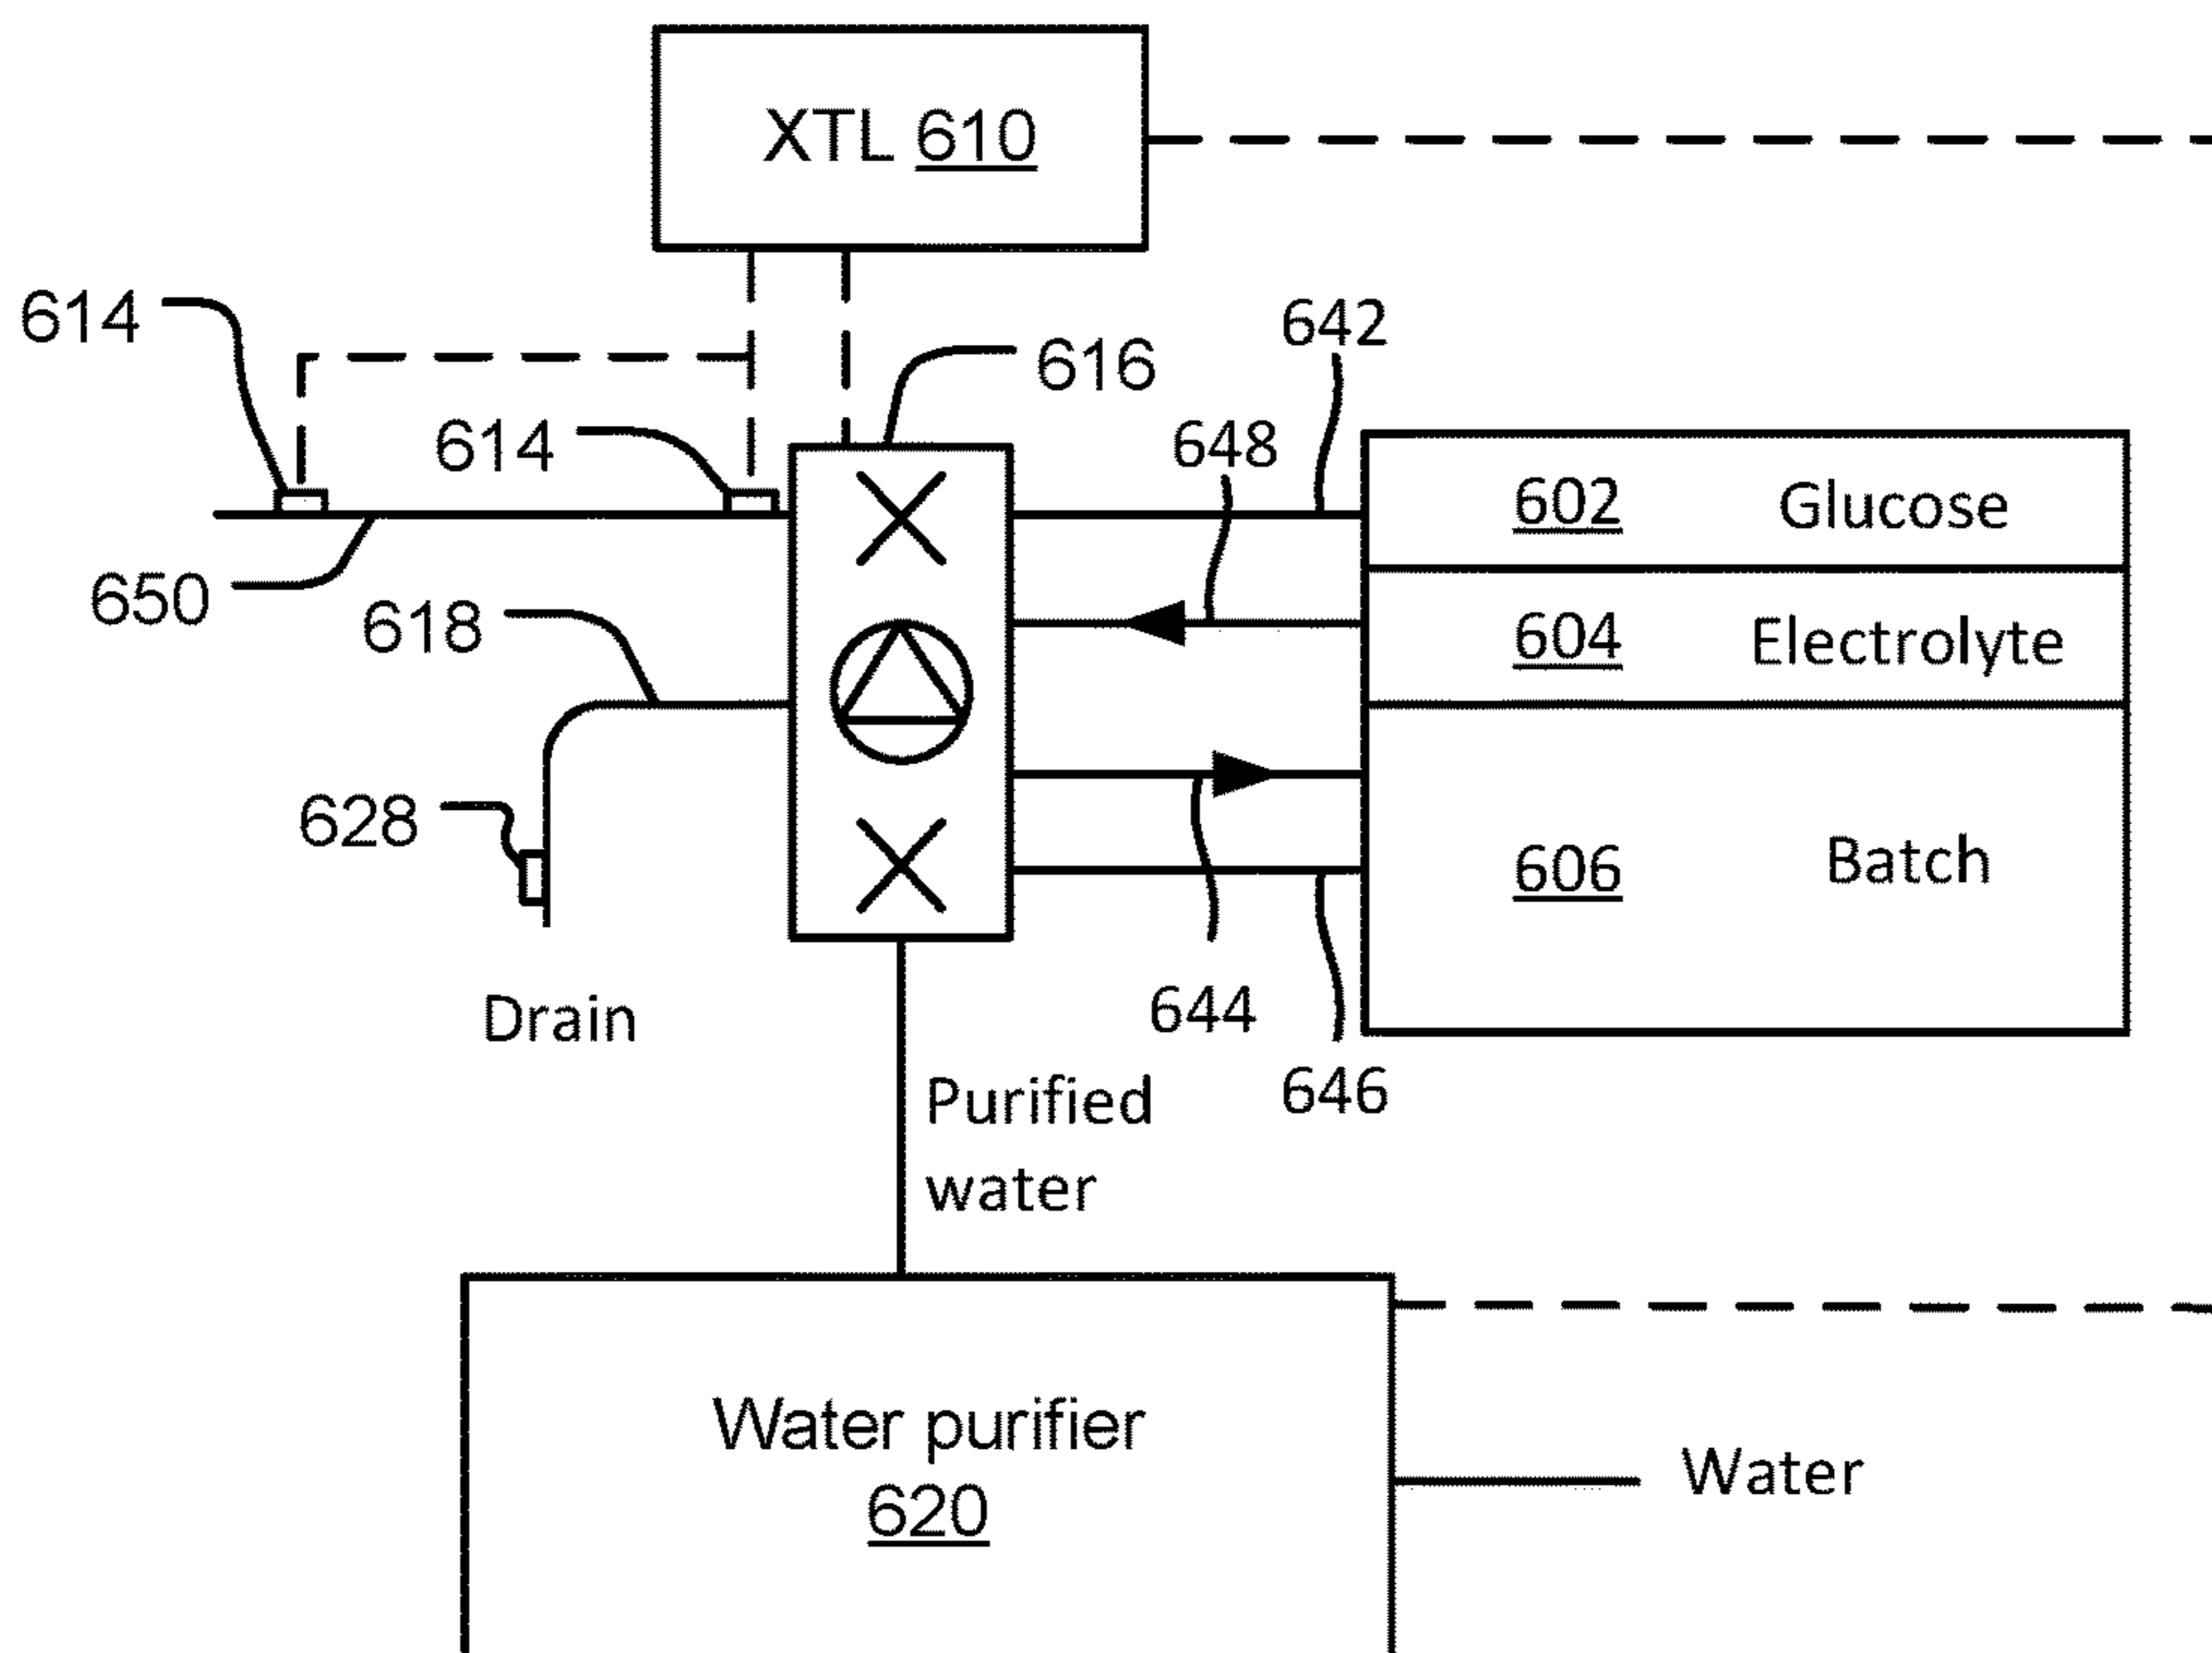 XTL 610
614
642
616
614
648
602 Glucose
650
618
604 Electrolyte
628
606 Batch
644
Drain
646
Purified
water
Water purifier
620
Water